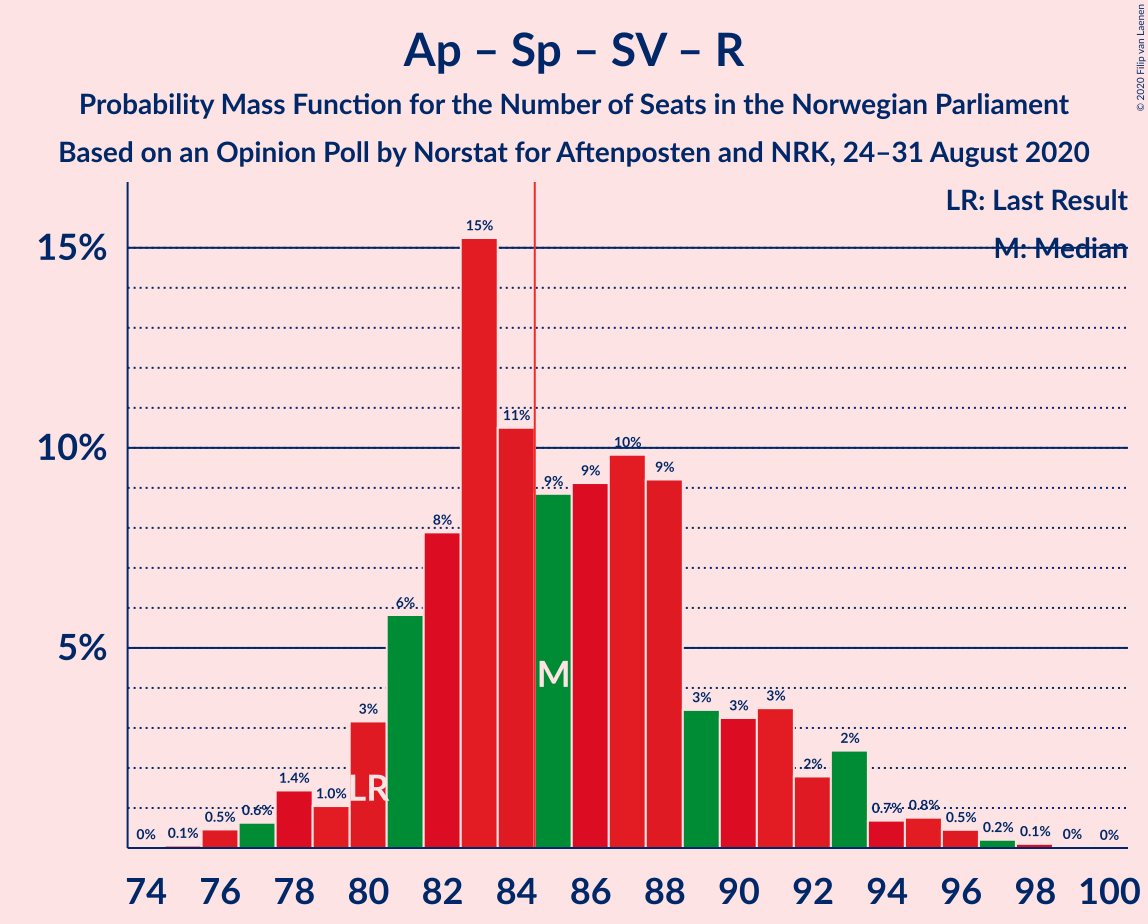 Ap – Sp – SV – R
Probability Mass Function for the Number of Seats in the Norwegian Parliament
Based on an Opinion Poll by Norstat for Aftenposten and NRK, 24–31 August 2020
© 2020 Filip van Laenen
LR: Last Result
M: Median
15%
10%
5%
0% 0.1% 0.5% 0.6% 1.4% 1.0% 3% 6% 8% 15% 11% 9% 9% 10% 9% 3% 3% 3% 2% 2% 0.7% 0.8% 0.5% 0.2% 0.1% 0% 0%
LR
M
74 76 78 80 82 84 86 88 90 92 94 96 98 100